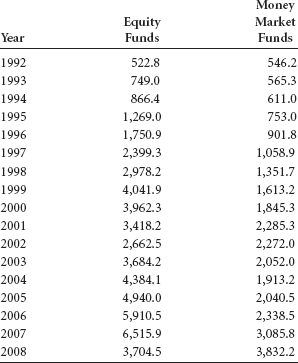 Money
Equity Market
Year Funds Funds
1992 522.8 546.2
1993 749.0 565.3
1994 866.4 611.0
1995 1,269.0 753.0
1996 1,750.9 901.8
1997 2,399.3 1,058.9
1998 2,978.2 1,351.7
1999 4,041.9 1,613.2
2000 3,962.3 1,845.3
2001 3,418.2 2,285.3
2002 2,662.5 2,272.0
2003 3,684.2 2,052.0
2004 4,384.1 1,913.2
2005 4,940.0 2,040.5
2006 5,910.5 2,338.5
2007 6,515.9 3,085.8
2008 3,704.5 3,832.2